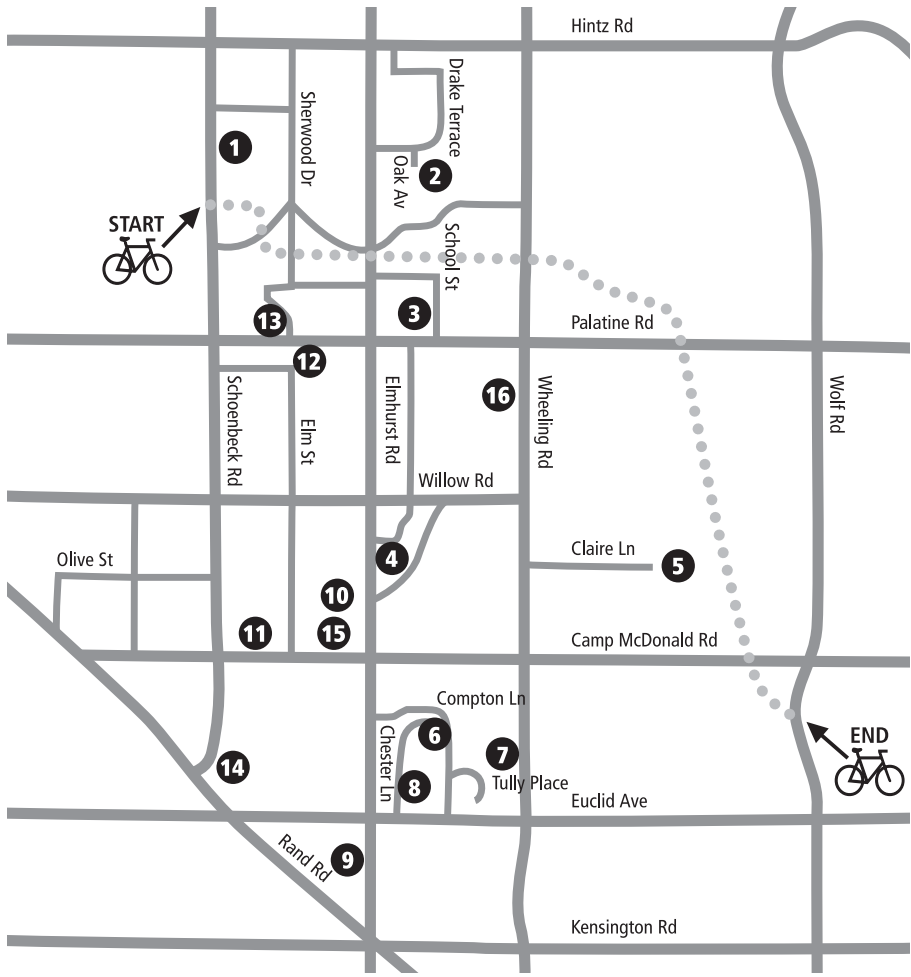 Hintz Rd
Drake Terrace
Sherwood Dr
1
Oak Av
2
START
School St
13
3
Palatine Rd
12
16
Schoenbeck Rd
Elm St
Elmhurst Rd
Wheeling Rd
Wolf Rd
Willow Rd
Olive St
4
Claire Ln
5
10
11
15
Camp McDonald Rd
Compton Ln
6
Chester Ln
7
END
14
8
Tully Place
Euclid Ave
Rand Rd
9
Kensington Rd